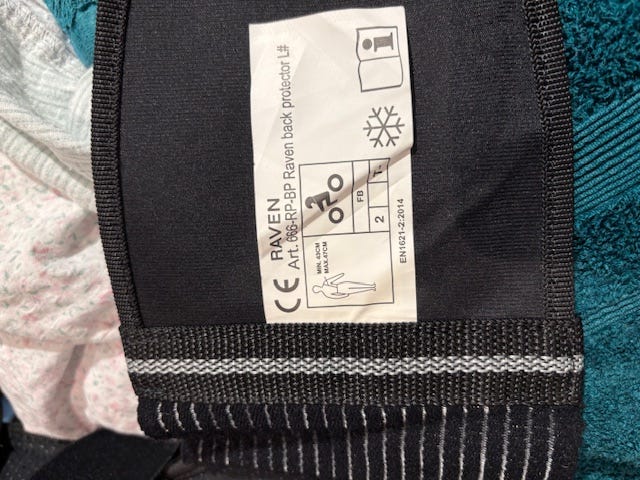 CE
RAVEN
Art.666-RP-BP Raven back protector L#
MIN. 43CM
MAX.47CM
FB
2
T-
EN1621-2:2014
i